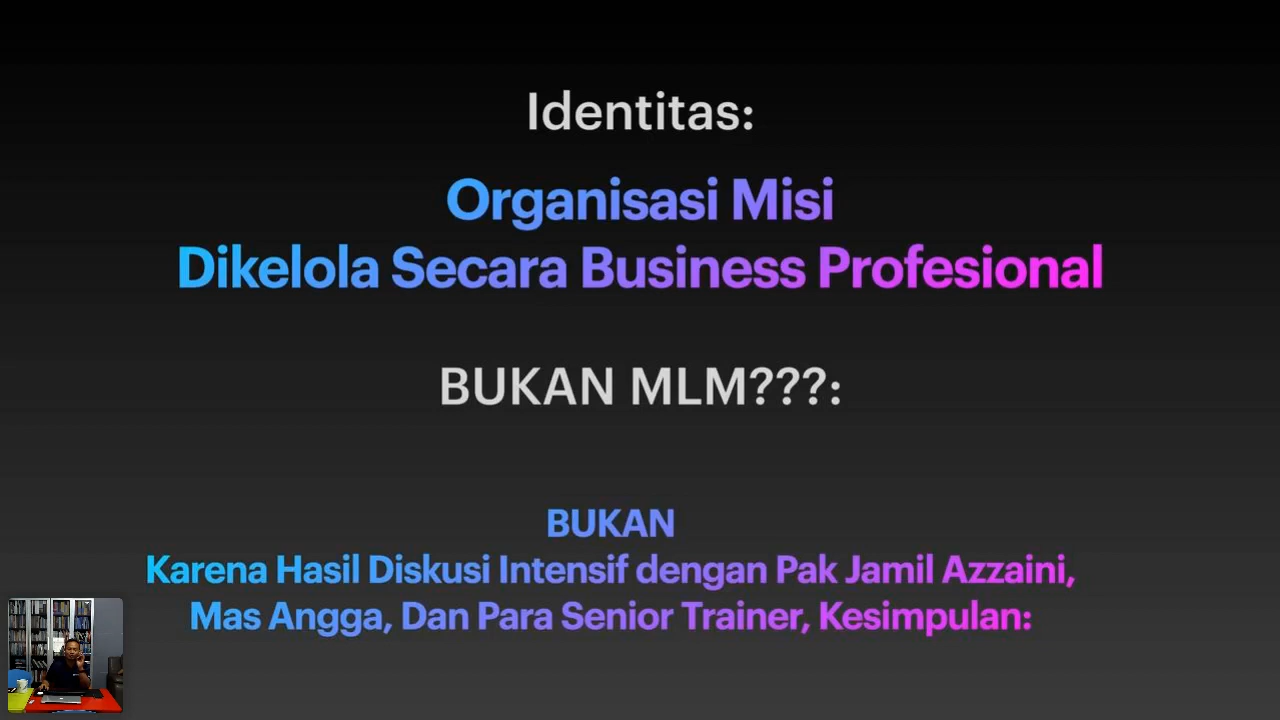 Identitas:
Organisasi Misi
Dikelola Secara Business Profesional
BUKAN MLM???:
BUKAN
Karena Hasil Diskusi Intensif dengan Pak Jamil Azzaini,
Mas Angga, Dan Para Senior Trainer, Kesimpulan: